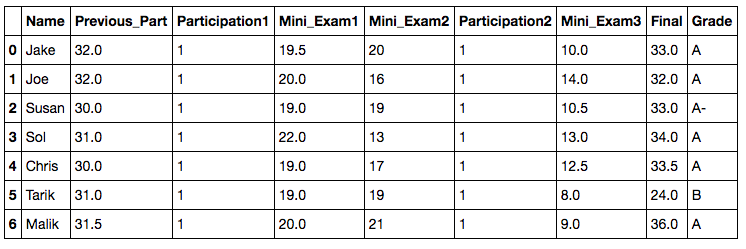 Name Previous_Part Participation1 Mini_Exam1 Mini_Exam2 Participation2 Mini_Exam3 Final Grade
0 Jake 32.0 1 19.5 20 1 10.0 33.0 A
1 Joe 32.0 1 20.0 16 1 14.0 32.0 A
2 Susan 30.0 1 19.0 19 1 10.5 33.0 A-
3 Sol 31.0 1 22.0 13 1 13.0 34.0 A
4 Chris 30.0 1 19.0 17 1 12.5 33.5 A
5 Tarik 31.0 1 19.0 19 1 8.0 24.0 B
6 Malik 31.5 1 20.0 21 1 9.0 36.0 A